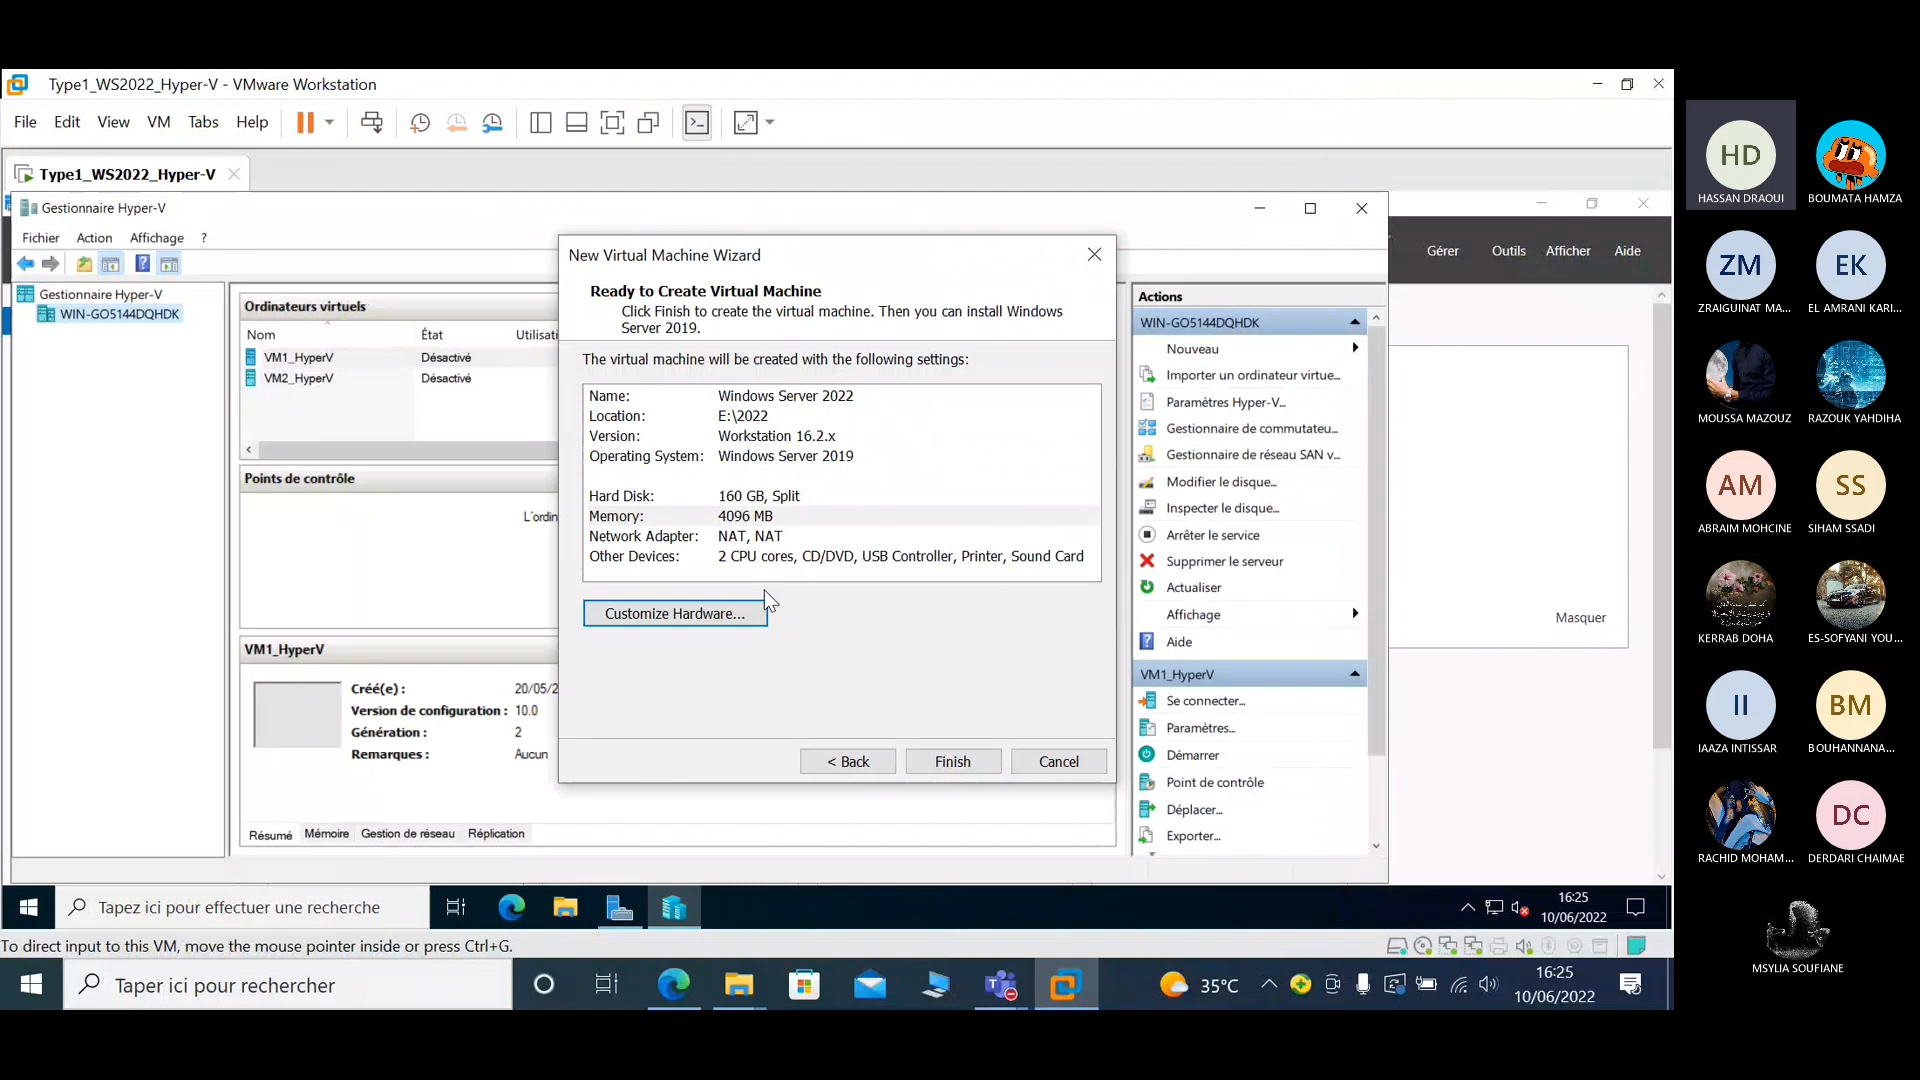 Type1_WS2022_Hyper-V - VMware Workstation
File Edit View VM Tabs Help
Type1_WS2022_Hyper-V
Gestionnaire Hyper-V
Fichier Action Affichage ?
Gestionnaire Hyper-V
WIN-GO5144DQHDK
Ordinateurs virtuels
Nom État Utilisati
VM1_HyperV Désactivé
VM2_HyperV Désactivé
Points de contrôle
L'ordin
VM1_HyperV
Créé(e) : 20/05/2
Version de configuration : 10.0
Génération : 2
Remarques : Aucun
Résumé Mémoire Gestion de réseau Réplication
New Virtual Machine Wizard
Ready to Create Virtual Machine
Click Finish to create the virtual machine. Then you can install Windows
Server 2019.
The virtual machine will be created with the following settings:
Name: Windows Server 2022
Location: E:\2022
Version: Workstation 16.2.x
Operating System: Windows Server 2019
Hard Disk: 160 GB, Split
Memory: 4096 MB
Network Adapter: NAT, NAT
Other Devices: 2 CPU cores, CD/DVD, USB Controller, Printer, Sound Card
Customize Hardware...
< Back Finish Cancel
Actions
WIN-GO5144DQHDK
Nouveau
Importer un ordinateur virtue...
Paramètres Hyper-V...
Gestionnaire de commutateu...
Gestionnaire de réseau SAN v...
Modifier le disque...
Inspecter le disque...
Arrêter le service
Supprimer le serveur
Actualiser
Affichage
Aide
VM1_HyperV
Se connecter...
Paramètres...
Démarrer
Point de contrôle
Déplacer...
Exporter...
Gérer Outils Afficher Aide
Masquer
Tapez ici pour effectuer une recherche
16:25
10/06/2022
To direct input to this VM, move the mouse pointer inside or press Ctrl+G.
Taper ici pour rechercher
35°C
16:25
10/06/2022
HD
HASSAN DRAOUI
BOUMATA HAMZA
ZM
ZRAIGUINAT MA...
EK
EL AMRANI KARI...
MOUSSA MAZOUZ
RAZOUK YAHDIHA
AM
ABRAIM MOHCINE
SS
SIHAM SSADI
KERRAB DOHA
ES-SOFYANI YOU...
II
IAAZA INTISSAR
BM
BOUHANNANA...
RACHID MOHAM...
DC
DERDARI CHAIMAE
MSYLIA SOUFIANE